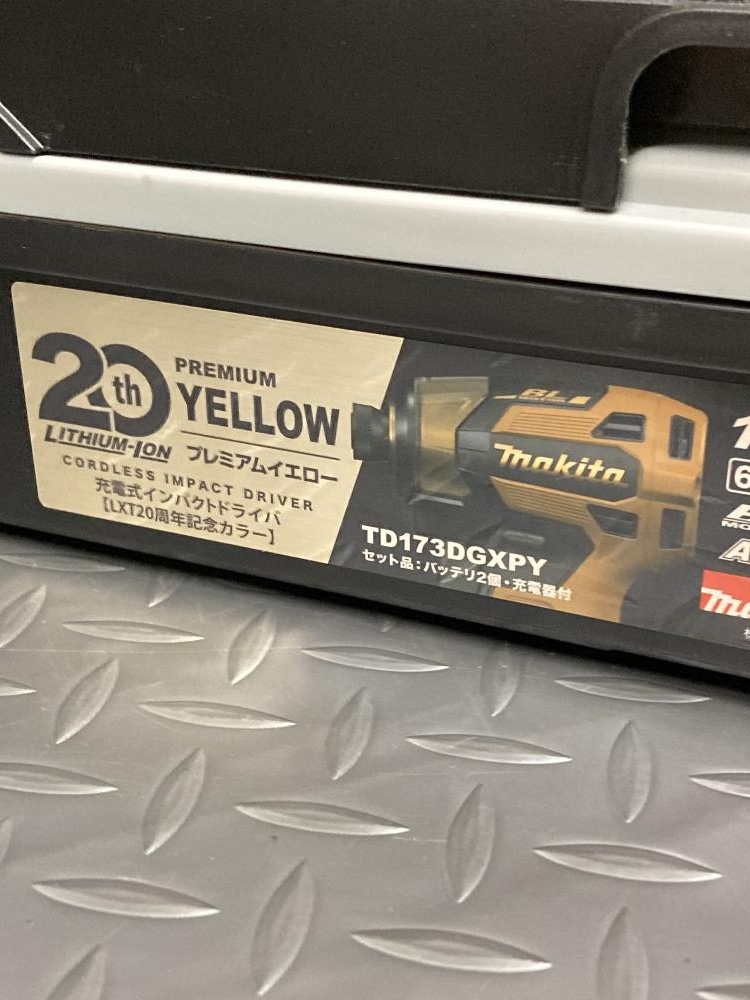 20th
LITHIUM-ION
PREMIUM
YELLOW
プレミアムイエロー
CORDLESS IMPACT DRIVER
充電式インパクトドライバ
【LXT20周年記念カラー】
BL
makita
TD173DGXPY
セット品：バッテリ2個・充電器付
6